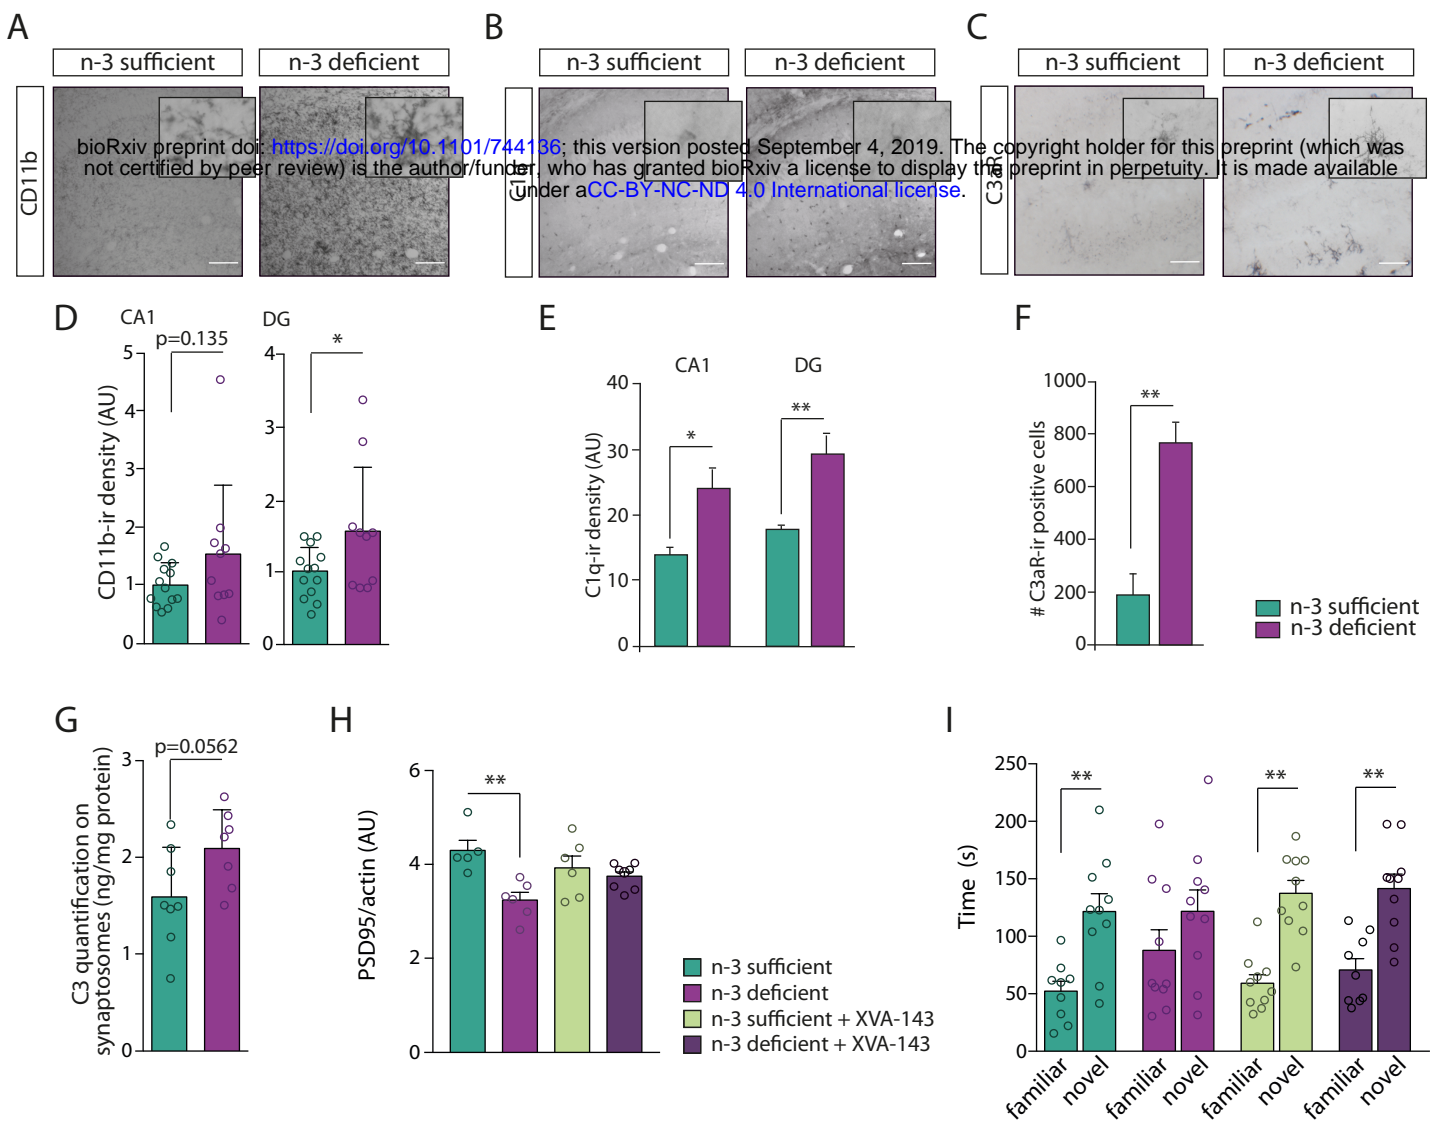 A
B
C
n-3 sufficient
n-3 deficient
n-3 sufficient
n-3 deficient
n-3 sufficient
n-3 deficient
CD11b
C3aR
bioRxiv preprint doi: https://doi.org/10.1101/744136; this version posted September 4, 2019. The copyright holder for this preprint (which was
not certified by peer review) is the author/funder, who has granted bioRxiv a license to display the preprint in perpetuity. It is made available
under aCC-BY-NC-ND 4.0 International license.
D
CA1
p=0.135
DG
*
CD11b-ir density (AU)
5
4
3
2
1
0
4
3
2
1
0
E
CA1
DG
*
**
C1q-ir density (AU)
40
30
20
10
0
F
**
# C3aR-ir positive cells
1000
800
600
400
200
0
n-3 sufficient
n-3 deficient
G
p=0.0562
C3 quantification on
synaptosomes (ng/mg protein)
3
2
1
0
H
**
PSD95/actin (AU)
6
4
2
0
n-3 sufficient
n-3 deficient
n-3 sufficient + XVA-143
n-3 deficient + XVA-143
I
**
**
**
Time (s)
250
200
150
100
50
0
familiar
novel
familiar
novel
familiar
novel
familiar
novel